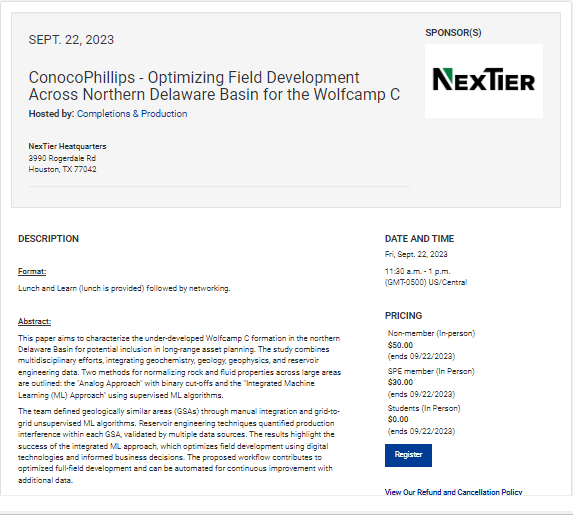 SEPT. 22, 2023
ConocoPhillips - Optimizing Field Development
Across Northern Delaware Basin for the Wolfcamp C
Hosted by: Completions & Production
NexTier Heatquarters
3990 Rogerdale Rd
Houston, TX 77042
SPONSOR(S)
NEXTIER
DESCRIPTION
Format:
Lunch and Learn (lunch is provided) followed by networking.
Abstract:
This paper aims to characterize the under-developed Wolfcamp C formation in the northern
Delaware Basin for potential inclusion in long-range asset planning. The study combines
multidisciplinary efforts, integrating geochemistry, geology, geophysics, and reservoir
engineering data. Two methods for normalizing rock and fluid properties across large areas
are outlined: the "Analog Approach" with binary cut-offs and the "Integrated Machine
Learning (ML) Approach" using supervised ML algorithms.
The team defined geologically similar areas (GSAs) through manual integration and grid-to-
grid unsupervised ML algorithms. Reservoir engineering techniques quantified production
interference within each GSA, validated by multiple data sources. The results highlight the
success of the integrated ML approach, which optimizes field development using digital
technologies and informed business decisions. The proposed workflow contributes to
optimized full-field development and can be automated for continuous improvement with
additional data.
DATE AND TIME
Fri, Sept. 22, 2023
11:30 a.m. - 1 p.m.
(GMT-0500) US/Central
PRICING
Non-member (In-person)
$50.00
(ends 09/22/2023)
SPE member (In Person)
$30.00
(ends 09/22/2023)
Students (In Person)
$0.00
(ends 09/22/2023)
Register
View Our Refund and Cancellation Policy